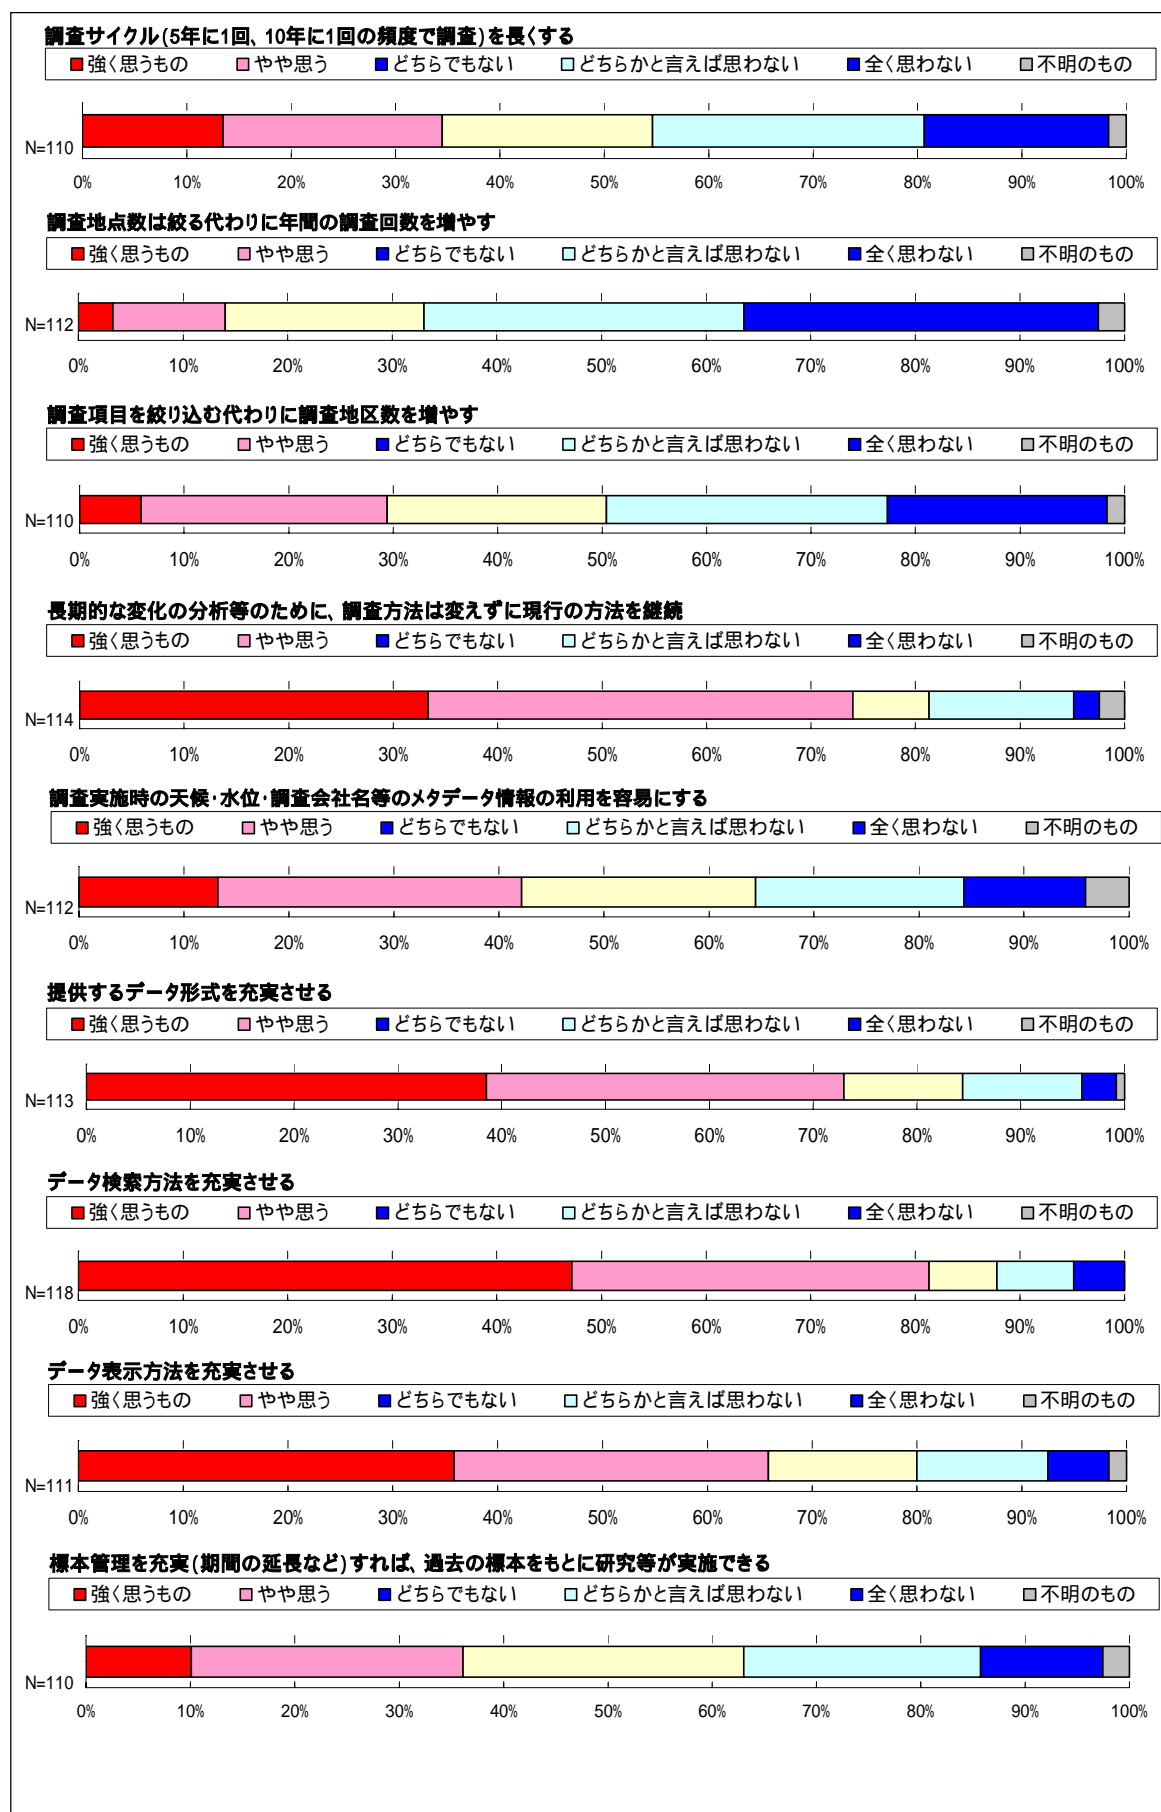 調査サイクル(5年に1回、10年に1回の頻度で調査)を長くする
強く思うもの やや思う どちらでもない どちらかと言えば思わない 全く思わない 不明のもの
N=110
0% 10% 20% 30% 40% 50% 60% 70% 80% 90% 100%
調査地点数は絞る代わりに年間の調査回数を増やす
強く思うもの やや思う どちらでもない どちらかと言えば思わない 全く思わない 不明のもの
N=112
0% 10% 20% 30% 40% 50% 60% 70% 80% 90% 100%
調査項目を絞り込む代わりに調査地区数を増やす
強く思うもの やや思う どちらでもない どちらかと言えば思わない 全く思わない 不明のもの
N=110
0% 10% 20% 30% 40% 50% 60% 70% 80% 90% 100%
長期的な変化の分析等のために、調査方法は変えずに現行の方法を継続
強く思うもの やや思う どちらでもない どちらかと言えば思わない 全く思わない 不明のもの
N=114
0% 10% 20% 30% 40% 50% 60% 70% 80% 90% 100%
調査実施時の天候・水位・調査会社名等のメタデータ情報の利用を容易にする
強く思うもの やや思う どちらでもない どちらかと言えば思わない 全く思わない 不明のもの
N=112
0% 10% 20% 30% 40% 50% 60% 70% 80% 90% 100%
提供するデータ形式を充実させる
強く思うもの やや思う どちらでもない どちらかと言えば思わない 全く思わない 不明のもの
N=113
0% 10% 20% 30% 40% 50% 60% 70% 80% 90% 100%
データ検索方法を充実させる
強く思うもの やや思う どちらでもない どちらかと言えば思わない 全く思わない 不明のもの
N=118
0% 10% 20% 30% 40% 50% 60% 70% 80% 90% 100%
データ表示方法を充実させる
強く思うもの やや思う どちらでもない どちらかと言えば思わない 全く思わない 不明のもの
N=111
0% 10% 20% 30% 40% 50% 60% 70% 80% 90% 100%
標本管理を充実(期間の延長など)すれば、過去の標本をもとに研究等が実施できる
強く思うもの やや思う どちらでもない どちらかと言えば思わない 全く思わない 不明のもの
N=110
0% 10% 20% 30% 40% 50% 60% 70% 80% 90% 100%